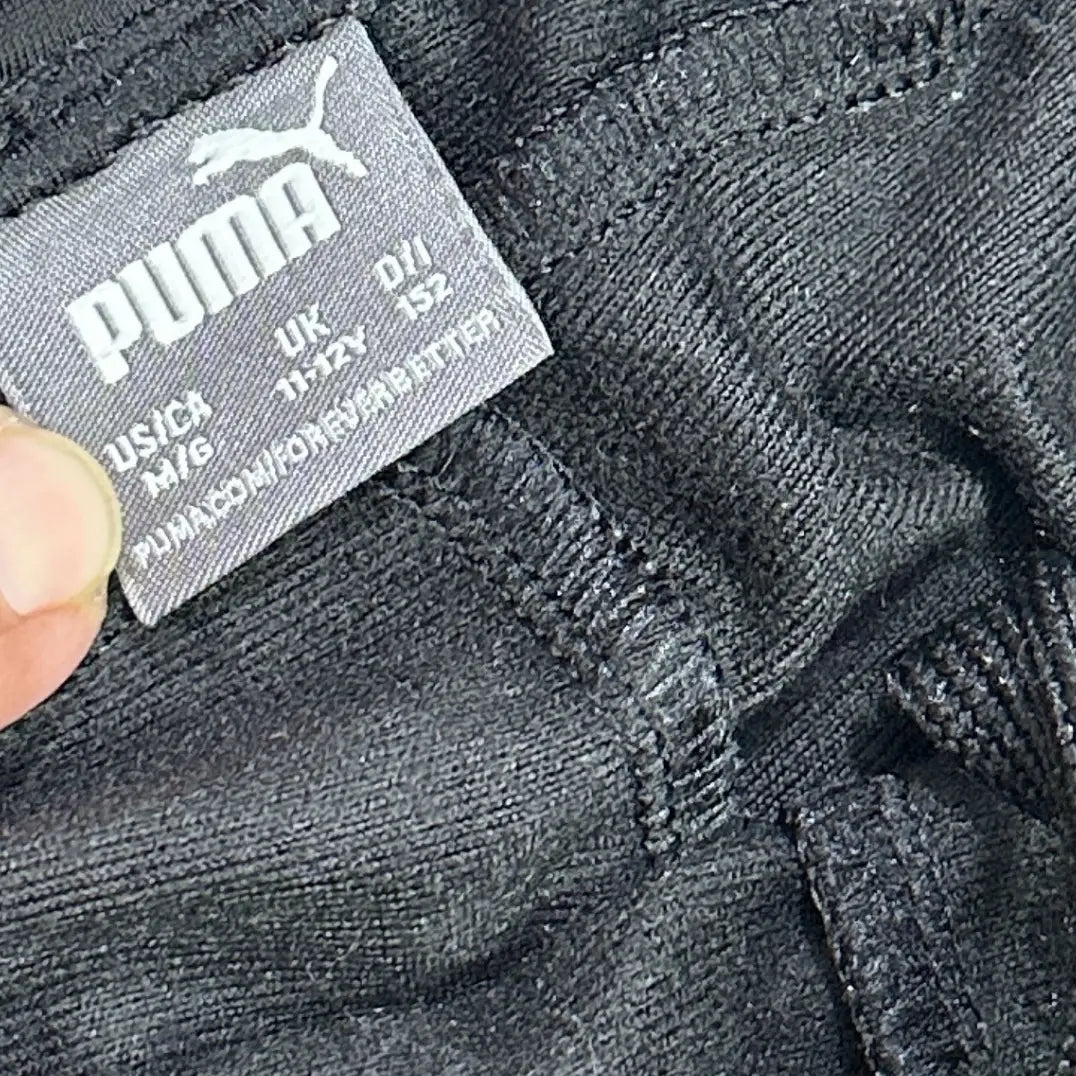 PUMA
US/CA UK D/I
M/G 11-12Y 152
PUMA.COM/FOREVERBETTER